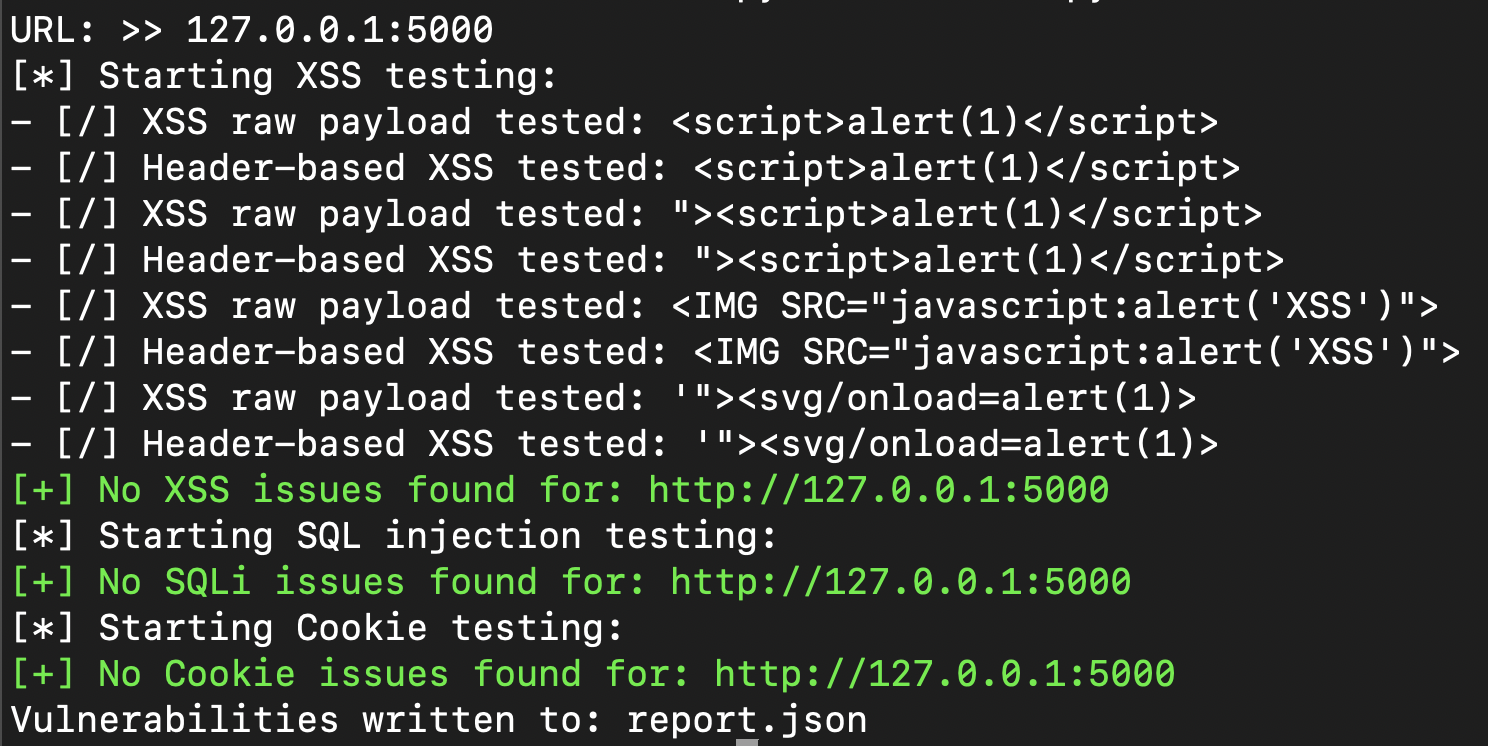 URL: >> 127.0.0.1:5000
[*] Starting XSS testing:
- [/] XSS raw payload tested: <script>alert(1)</script>
- [/] Header-based XSS tested: <script>alert(1)</script>
- [/] XSS raw payload tested: "><script>alert(1)</script>
- [/] Header-based XSS tested: "><script>alert(1)</script>
- [/] XSS raw payload tested: <IMG SRC="javascript:alert('XSS')">
- [/] Header-based XSS tested: <IMG SRC="javascript:alert('XSS')">
- [/] XSS raw payload tested: '"><svg/onload=alert(1)>
- [/] Header-based XSS tested: '"><svg/onload=alert(1)>
[+] No XSS issues found for: http://127.0.0.1:5000
[*] Starting SQL injection testing:
[+] No SQLi issues found for: http://127.0.0.1:5000
[*] Starting Cookie testing:
[+] No Cookie issues found for: http://127.0.0.1:5000
Vulnerabilities written to: report.json